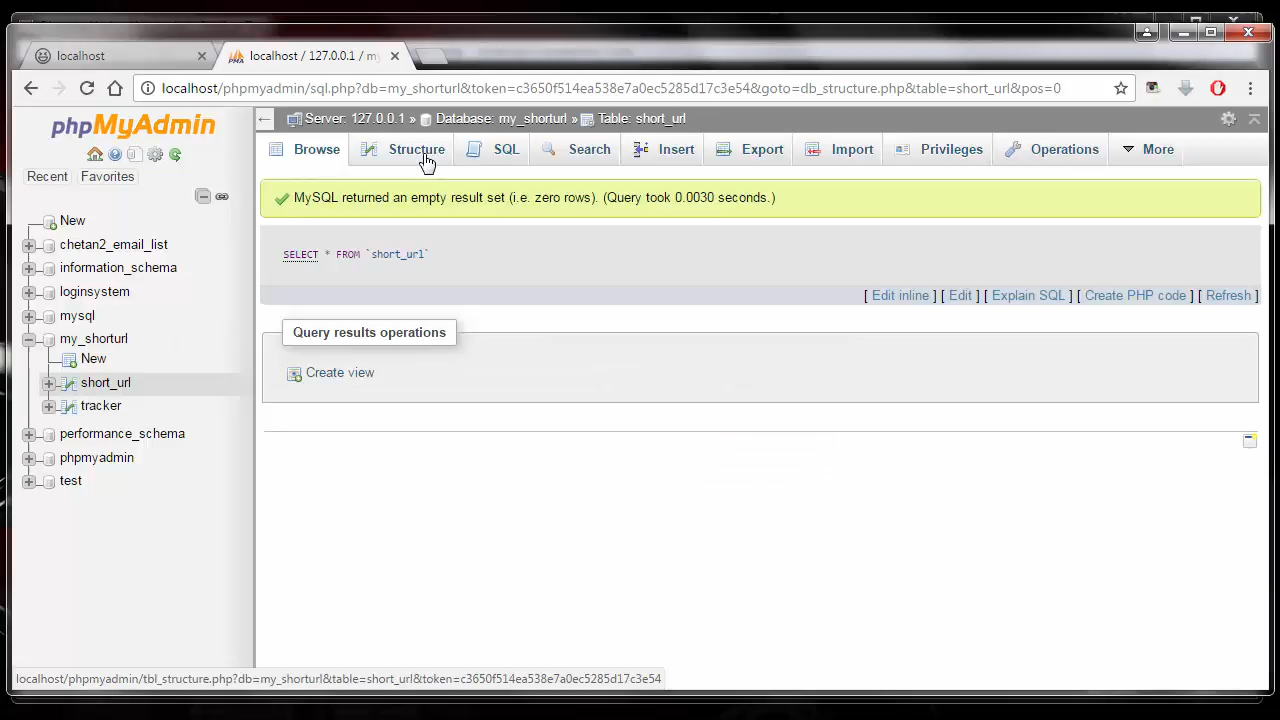 localhost
localhost / 127.0.0.1 / my
localhost/phpmyadmin/sql.php?db=my_shorturl&token=c3650f514ea538e7a0ec5285d17c3e54&goto=db_structure.php&table=short_url&pos=0
phpMyAdmin
Recent Favorites
New
chetan2_email_list
information_schema
loginsystem
mysql
my_shorturl
New
short_url
tracker
performance_schema
phpmyadmin
test
Server: 127.0.0.1 » Database: my_shorturl » Table: short_url
Browse Structure SQL Search Insert Export Import Privileges Operations More
MySQL returned an empty result set (i.e. zero rows). (Query took 0.0030 seconds.)
SELECT * FROM `short_url`
[ Edit inline ] [ Edit ] [ Explain SQL ] [ Create PHP code ] [ Refresh ]
Query results operations
Create view
localhost/phpmyadmin/tbl_structure.php?db=my_shorturl&table=short_url&token=c3650f514ea538e7a0ec5285d17c3e54